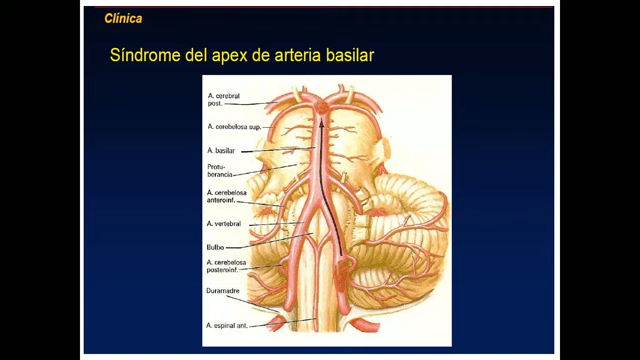 Clínica
Síndrome del apex de arteria basilar
A. cerebral
post.
A. cerebelosa sup.
A. basilar
Protu-
berancia
A. cerebelosa
anteroinf.
A. vertebral
Bulbo
A. cerebelosa
posteroinf.
Duramadre
A. espinal ant.